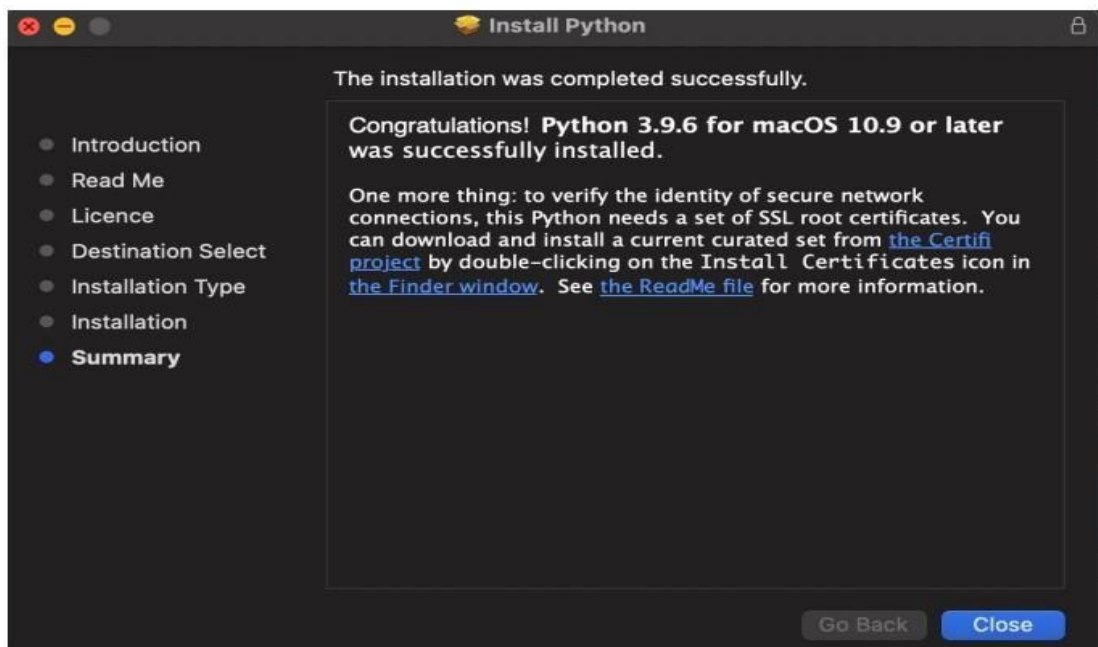 Install Python
The installation was completed successfully.
Introduction
Read Me
Licence
Destination Select
Installation Type
Installation
Summary
Congratulations! Python 3.9.6 for macOS 10.9 or later
was successfully installed.
One more thing: to verify the identity of secure network
connections, this Python needs a set of SSL root certificates. You
can download and install a current curated set from the Certifi
project by double-clicking on the Install Certificates icon in
the Finder window. See the ReadMe file for more information.
Go Back
Close